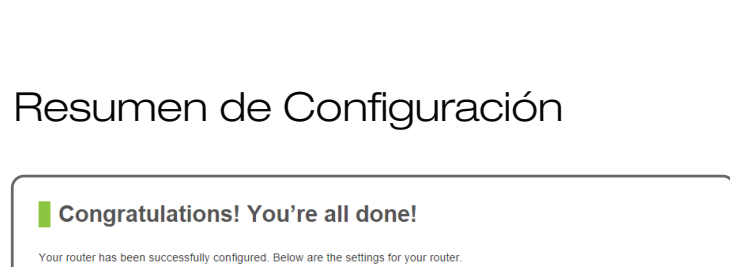 Resumen de Configuración
Congratulations! You're all done!
Your router has been successfully configured. Below are the settings for your router.